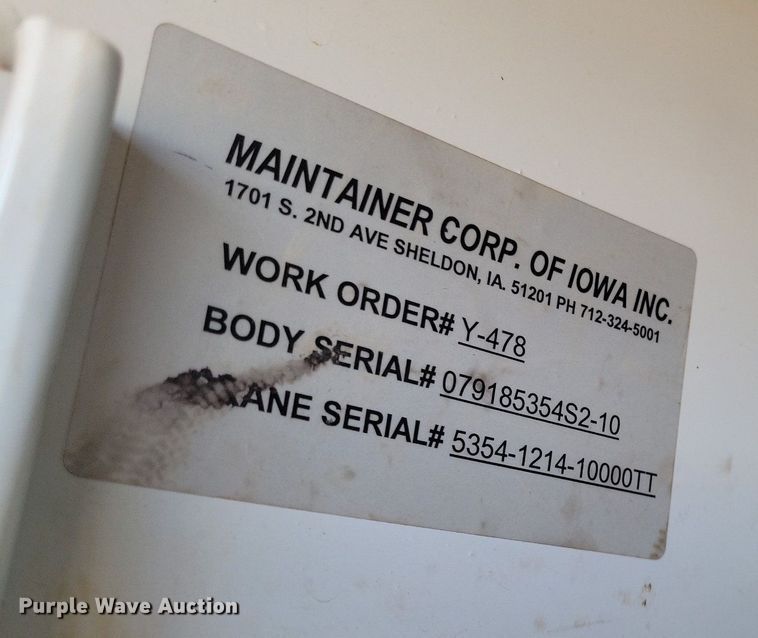 MAINTAINER CORP. OF IOWA INC.
1701 S. 2ND AVE SHELDON, IA. 51201 PH 712-324-5001
WORK ORDER# Y-478
BODY SERIAL# 079185354S2-10
SERIAL# 5354-1214-10000TT
Purple Wave Auction